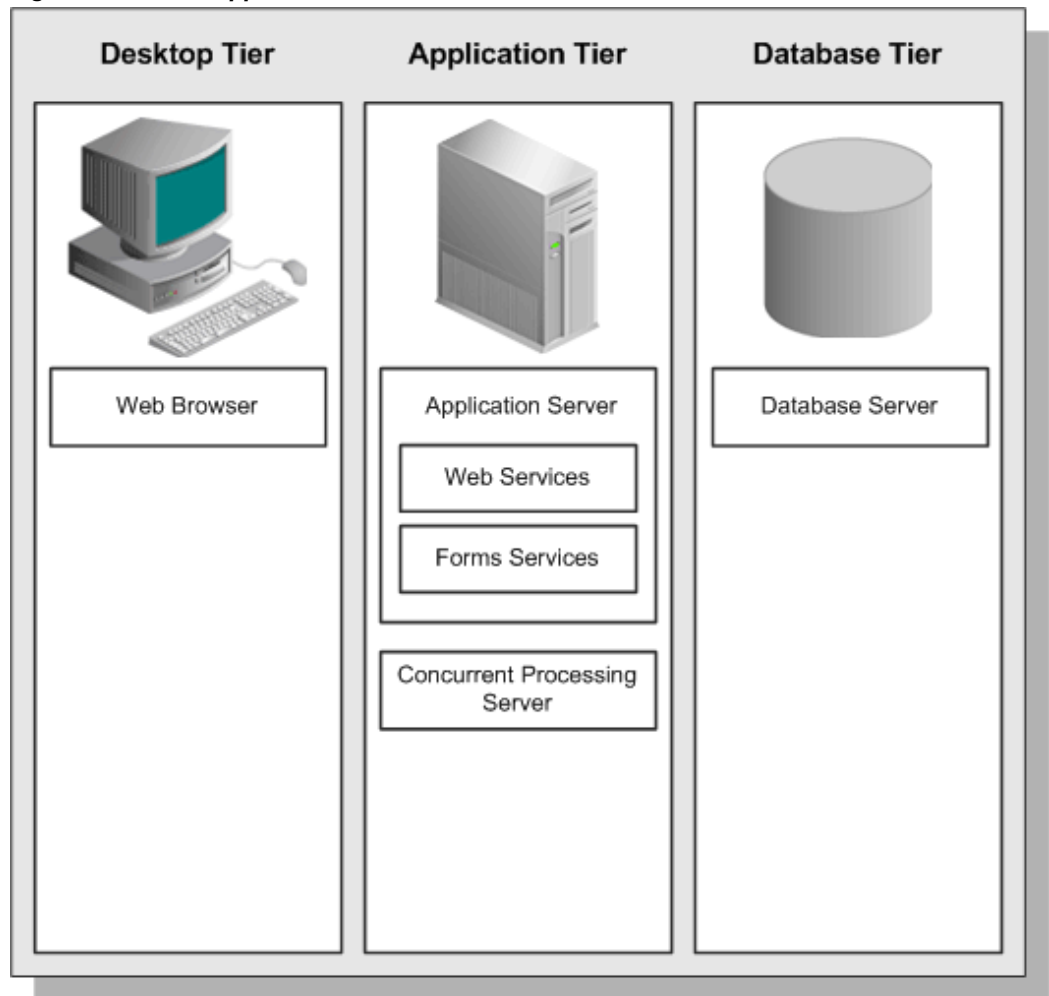 Desktop Tier
Application Tier
Database Tier
Web Browser
Application Server
Web Services
Forms Services
Concurrent Processing
Server
Database Server